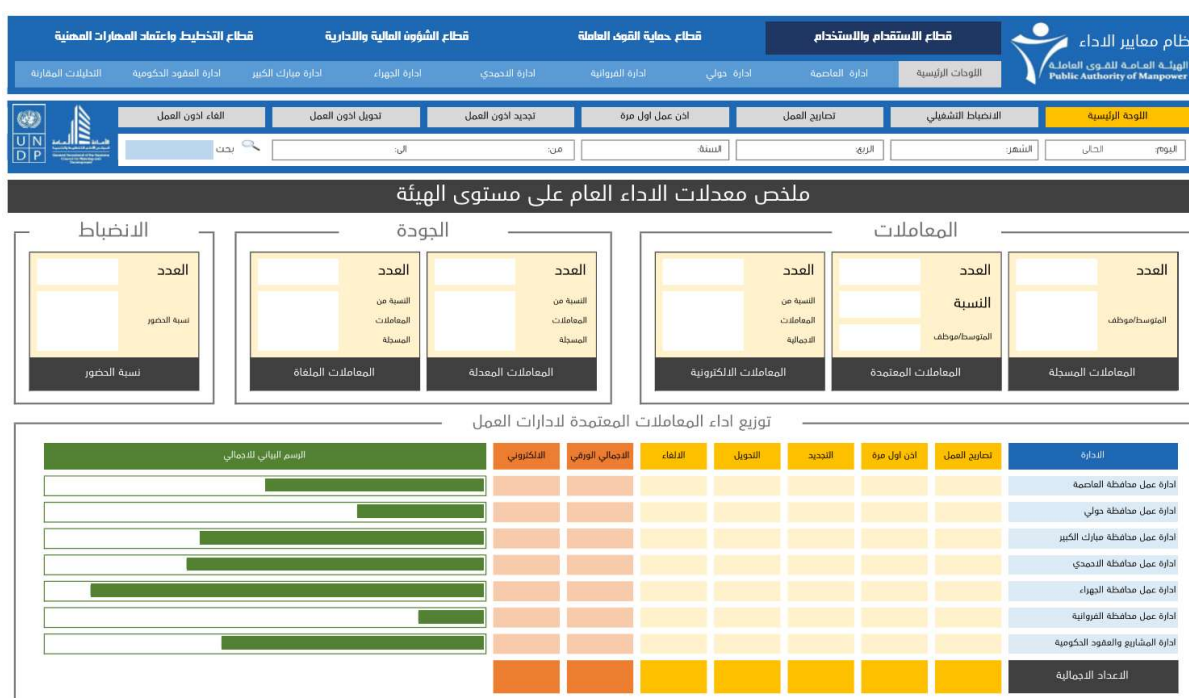 ظام معايير الاداء
الهيئـة العـامـة للقـوى العاملـة
Public Authority of Manpower
قطاع الاستقدام والاستخدام
قطاع حماية القوى العاملة
قطاع الشؤون المالية والادارية
قطاع التخطيط واعتماد المهارات المهنية
اللوحات الرئيسية
ادارة العاصمة
ادارة حولي
ادارة الفروانية
ادارة الاحمدي
ادارة الجهراء
ادارة مبارك الكبير
ادارة العقود الحكومية
التحليلات المقارنة
اللوحة الرئيسية
الانضباط التشغيلي
تصاريح العمل
اذن عمل اول مرة
تجديد اذون العمل
تحويل اذون العمل
الغاء اذون العمل
اليوم: الحالى
الشهر:
الربع:
السنة:
من: الى:
بحث
U N
D P
ملخص معدلات الاداء العام على مستوى الهيئة
المعاملات
العدد
المتوسط/موظف
المعاملات المسجلة
العدد
النسبة
المتوسط/موظف
المعاملات المعتمدة
العدد
النسبة من
المعاملات
الاجمالية
المعاملات الالكترونية
الجودة
العدد
النسبة من
المعاملات
المسجلة
المعاملات المعدلة
العدد
النسبة من
المعاملات
المسجلة
المعاملات الملغاة
الانضباط
العدد
نسبة الحضور
نسبة الحضور
توزيع اداء المعاملات المعتمدة لادارات العمل
الادارة تصاريح العمل اذن اول مرة التجديد التحويل الالغاء الاجمالي الورقي الالكتروني الرسم البياني للاجمالي
ادارة عمل محافظة العاصمة
ادارة عمل محافظة حولي
ادارة عمل محافظة مبارك الكبير
ادارة عمل محافظة الاحمدي
ادارة عمل محافظة الجهراء
ادارة عمل محافظة الفروانية
ادارة المشاريع والعقود الحكومية
الاعداد الاجمالية